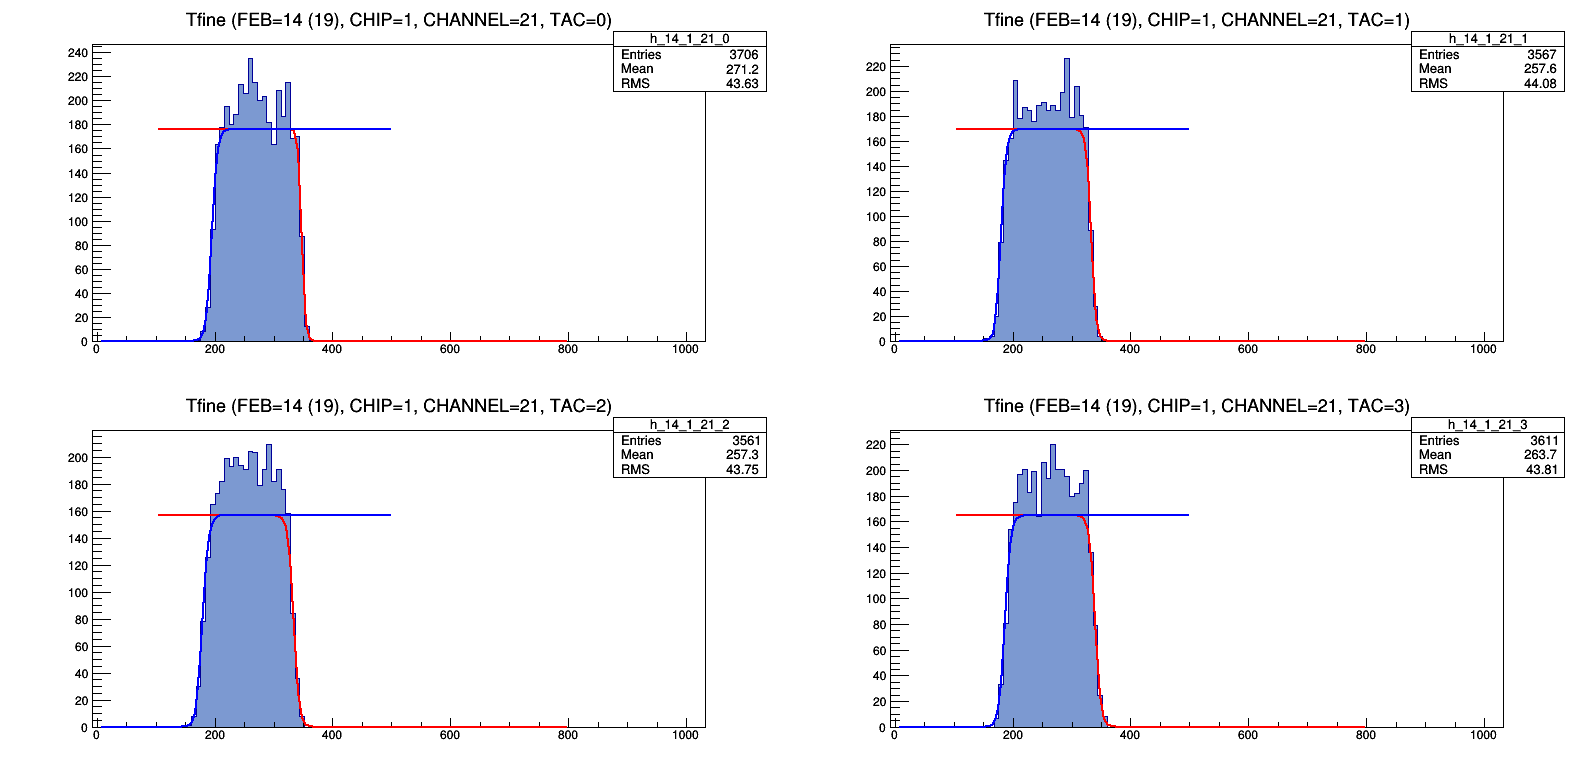 Tfine (FEB=14 (19), CHIP=1, CHANNEL=21, TAC=0)
h_14_1_21_0
Entries 3706
Mean 271.2
RMS 43.63
240
220
200
180
160
140
120
100
80
60
40
20
0
0 200 400 600 800 1000
Tfine (FEB=14 (19), CHIP=1, CHANNEL=21, TAC=1)
h_14_1_21_1
Entries 3567
Mean 257.6
RMS 44.08
220
200
180
160
140
120
100
80
60
40
20
0
0 200 400 600 800 1000
Tfine (FEB=14 (19), CHIP=1, CHANNEL=21, TAC=2)
h_14_1_21_2
Entries 3561
Mean 257.3
RMS 43.75
200
180
160
140
120
100
80
60
40
20
0
0 200 400 600 800 1000
Tfine (FEB=14 (19), CHIP=1, CHANNEL=21, TAC=3)
h_14_1_21_3
Entries 3611
Mean 263.7
RMS 43.81
220
200
180
160
140
120
100
80
60
40
20
0
0 200 400 600 800 1000